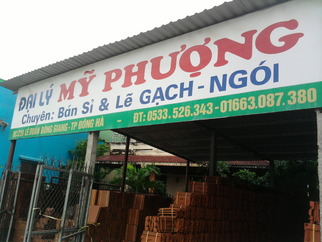 ĐẠI LÝ MỸ PHƯỢNG
Chuyên: Bán Sỉ & Lẽ GẠCH - NGÓI
LÊ DUẨN ĐÔNG GIANG - TP ĐÔNG HÀ - ĐT: 0533.526.343 - 01663.087.380